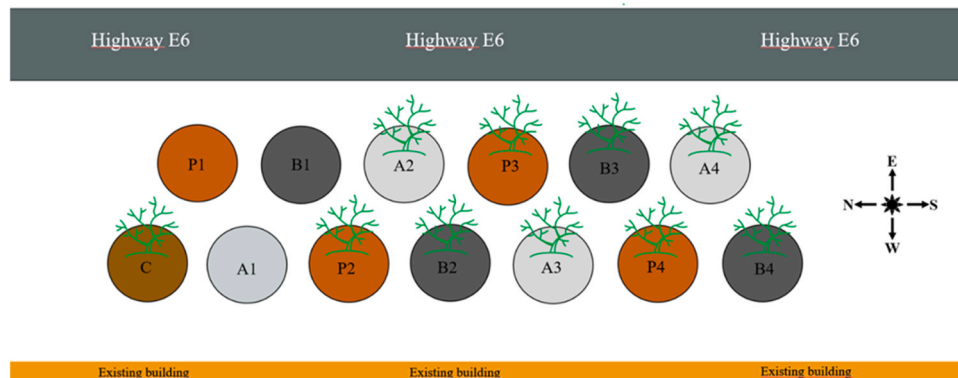 Highway E6 Highway E6 Highway E6
P1 B1 A2 P3 B3 A4
E
N S
W
C A1 P2 B2 A3 P4 B4
Existing building Existing building Existing building